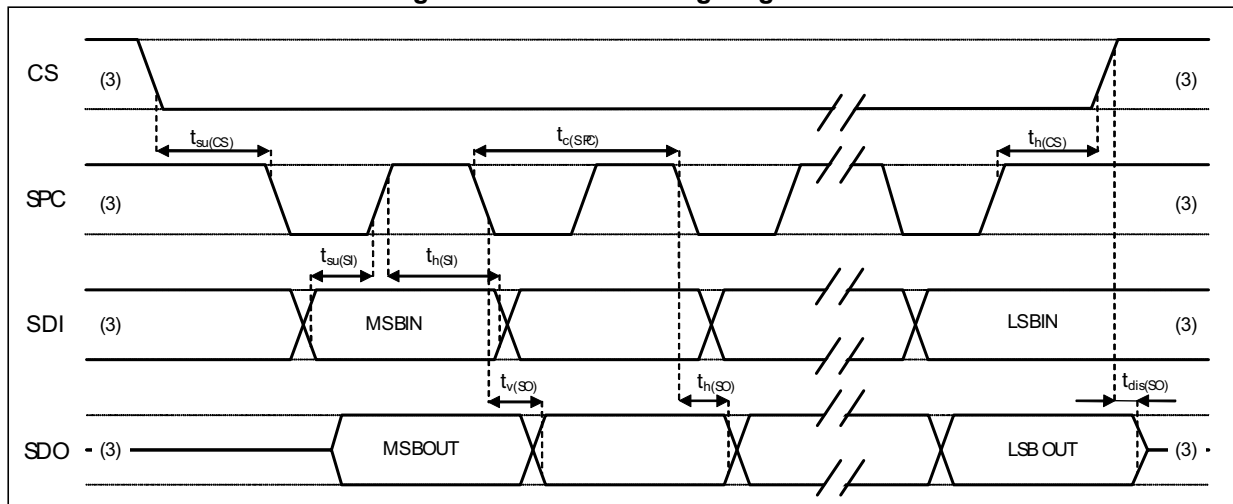 CS (3) (3)
t_su(CS) t_c(SPC) t_h(CS)
SPC (3) (3)
t_su(SI) t_h(SI)
SDI (3) MSBIN LSBIN (3)
t_v(SO) t_h(SO) t_dis(SO)
SDO (3) MSBOUT LSB OUT (3)